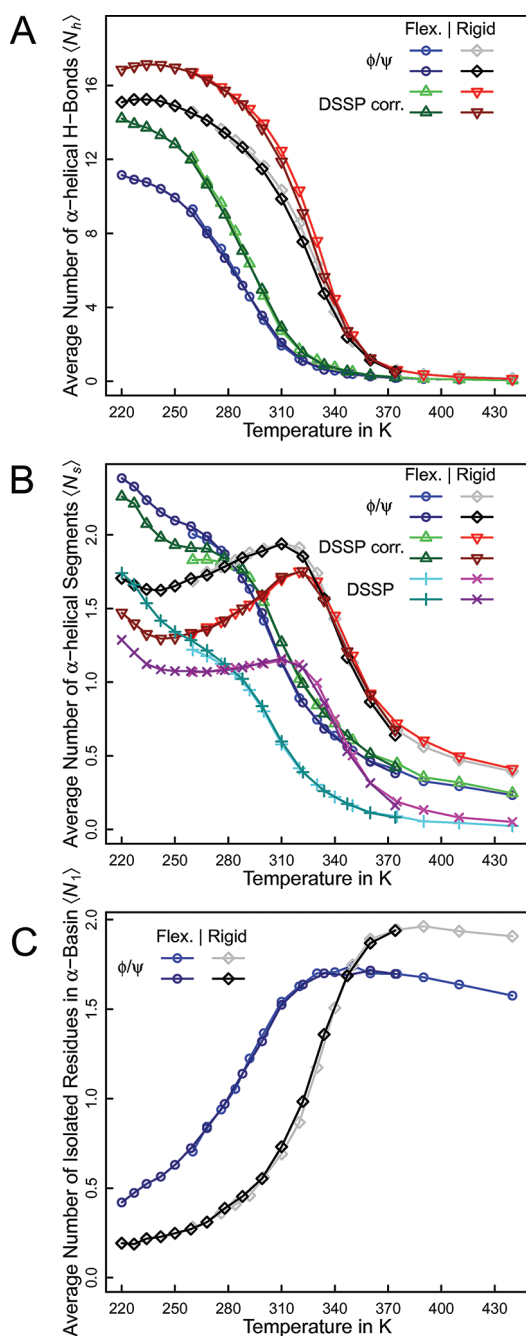 A
Average Number of α−helical H−Bonds ⟨Nh⟩
Flex. | Rigid
ϕ/ψ
DSSP corr.
16
12
8
4
0
220 250 280 310 340 370 400 430
Temperature in K
B
Average Number of α−helical Segments ⟨Ns⟩
Flex. | Rigid
ϕ/ψ
DSSP corr.
DSSP
2.0
1.5
1.0
0.5
0.0
220 250 280 310 340 370 400 430
Temperature in K
C
Average Number of Isolated Residues in α−Basin ⟨N1⟩
Flex. | Rigid
ϕ/ψ
2.0
1.5
1.0
0.5
0.0
220 250 280 310 340 370 400 430
Temperature in K